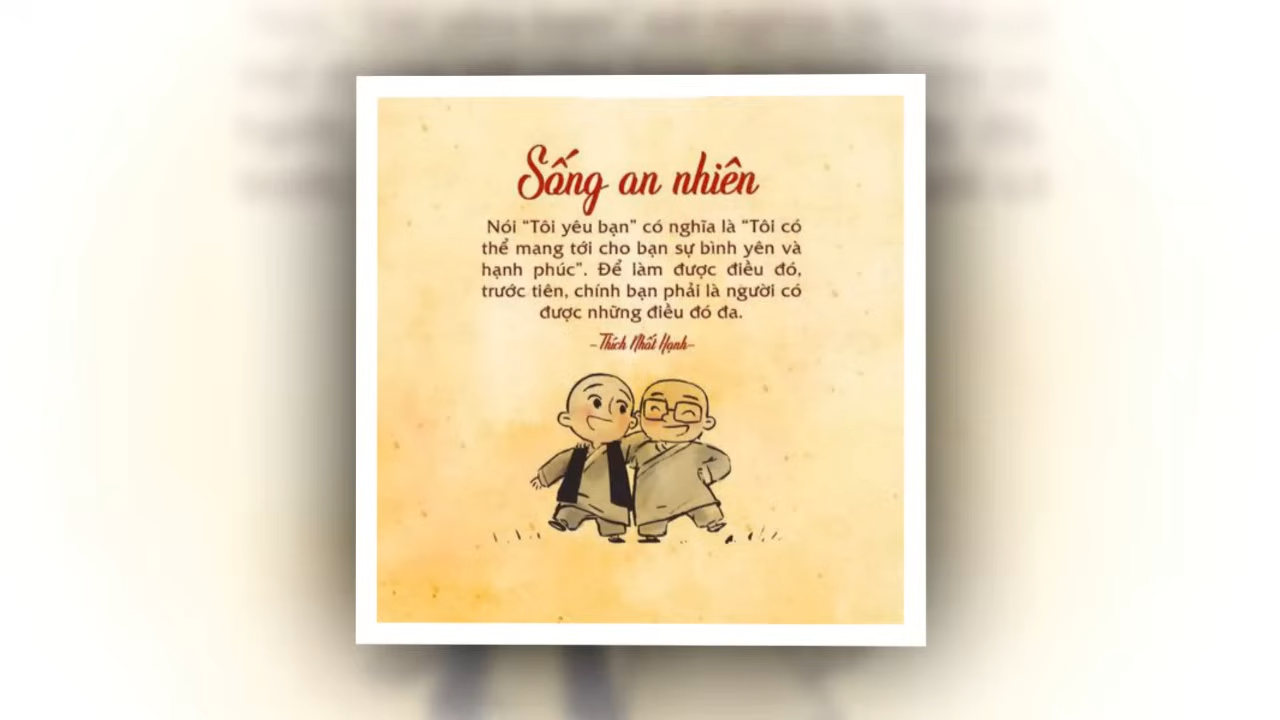 Sống an nhiên
Nói “Tôi yêu bạn” có nghĩa là “Tôi có
thể mang tới cho bạn sự bình yên và
hạnh phúc”. Để làm được điều đó,
trước tiên, chính bạn phải là người có
được những điều đó đa.
-Thích Nhất Hạnh-